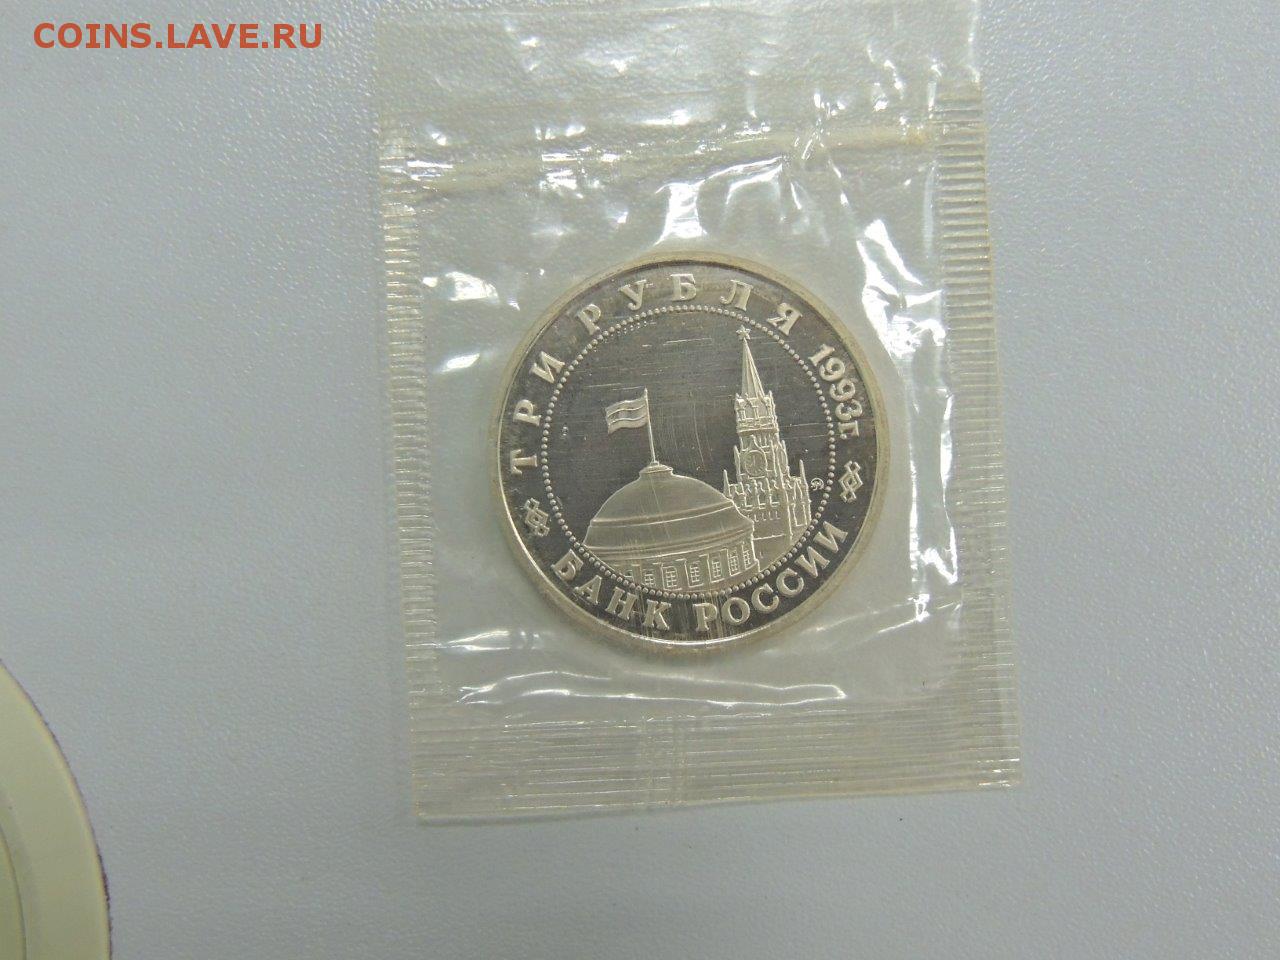 COINS.LAVE.RU
ТРИ РУБЛЯ 1993г.
БАНК РОССИИ